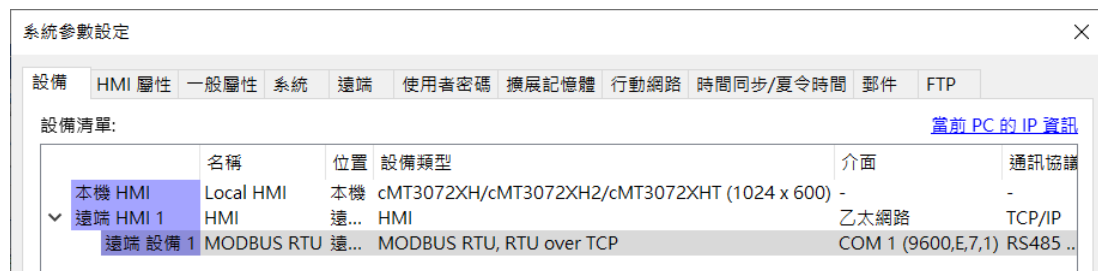 系統參數設定
設備 HMI 屬性 一般屬性 系統 遠端 使用者密碼 擴展記憶體 行動網路 時間同步/夏令時間 郵件 FTP
設備清單: 當前 PC 的 IP 資訊
名稱 位置 設備類型 介面 通訊協議
本機 HMI Local HMI 本機 cMT3072XH/cMT3072XH2/cMT3072XHT (1024 x 600) - -
遠端 HMI 1 HMI 遠... HMI 乙太網路 TCP/IP
遠端 設備 1 MODBUS RTU 遠... MODBUS RTU, RTU over TCP COM 1 (9600,E,7,1) RS485 ..